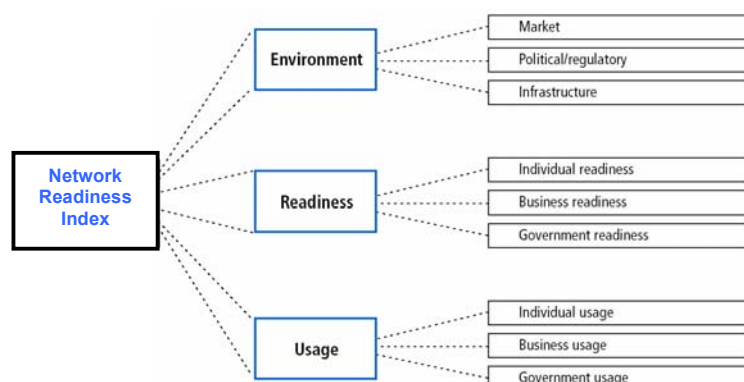 Network
Readiness
Index
Environment
Market
Political/regulatory
Infrastructure
Readiness
Individual readiness
Business readiness
Government readiness
Usage
Individual usage
Business usage
Government usage